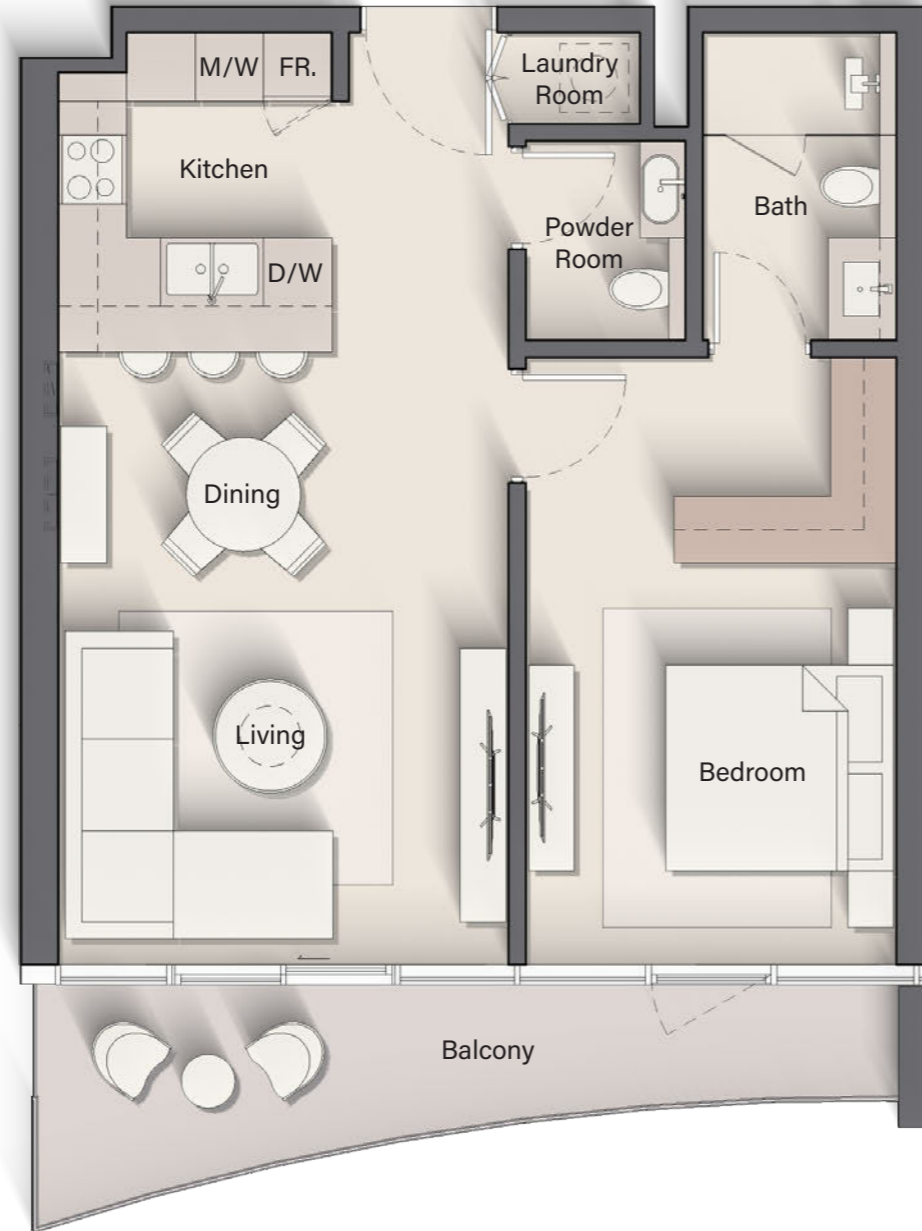 M/W
FR.
Laundry
Room
Kitchen
Powder
Room
Bath
D/W
Dining
Living
Bedroom
Balcony